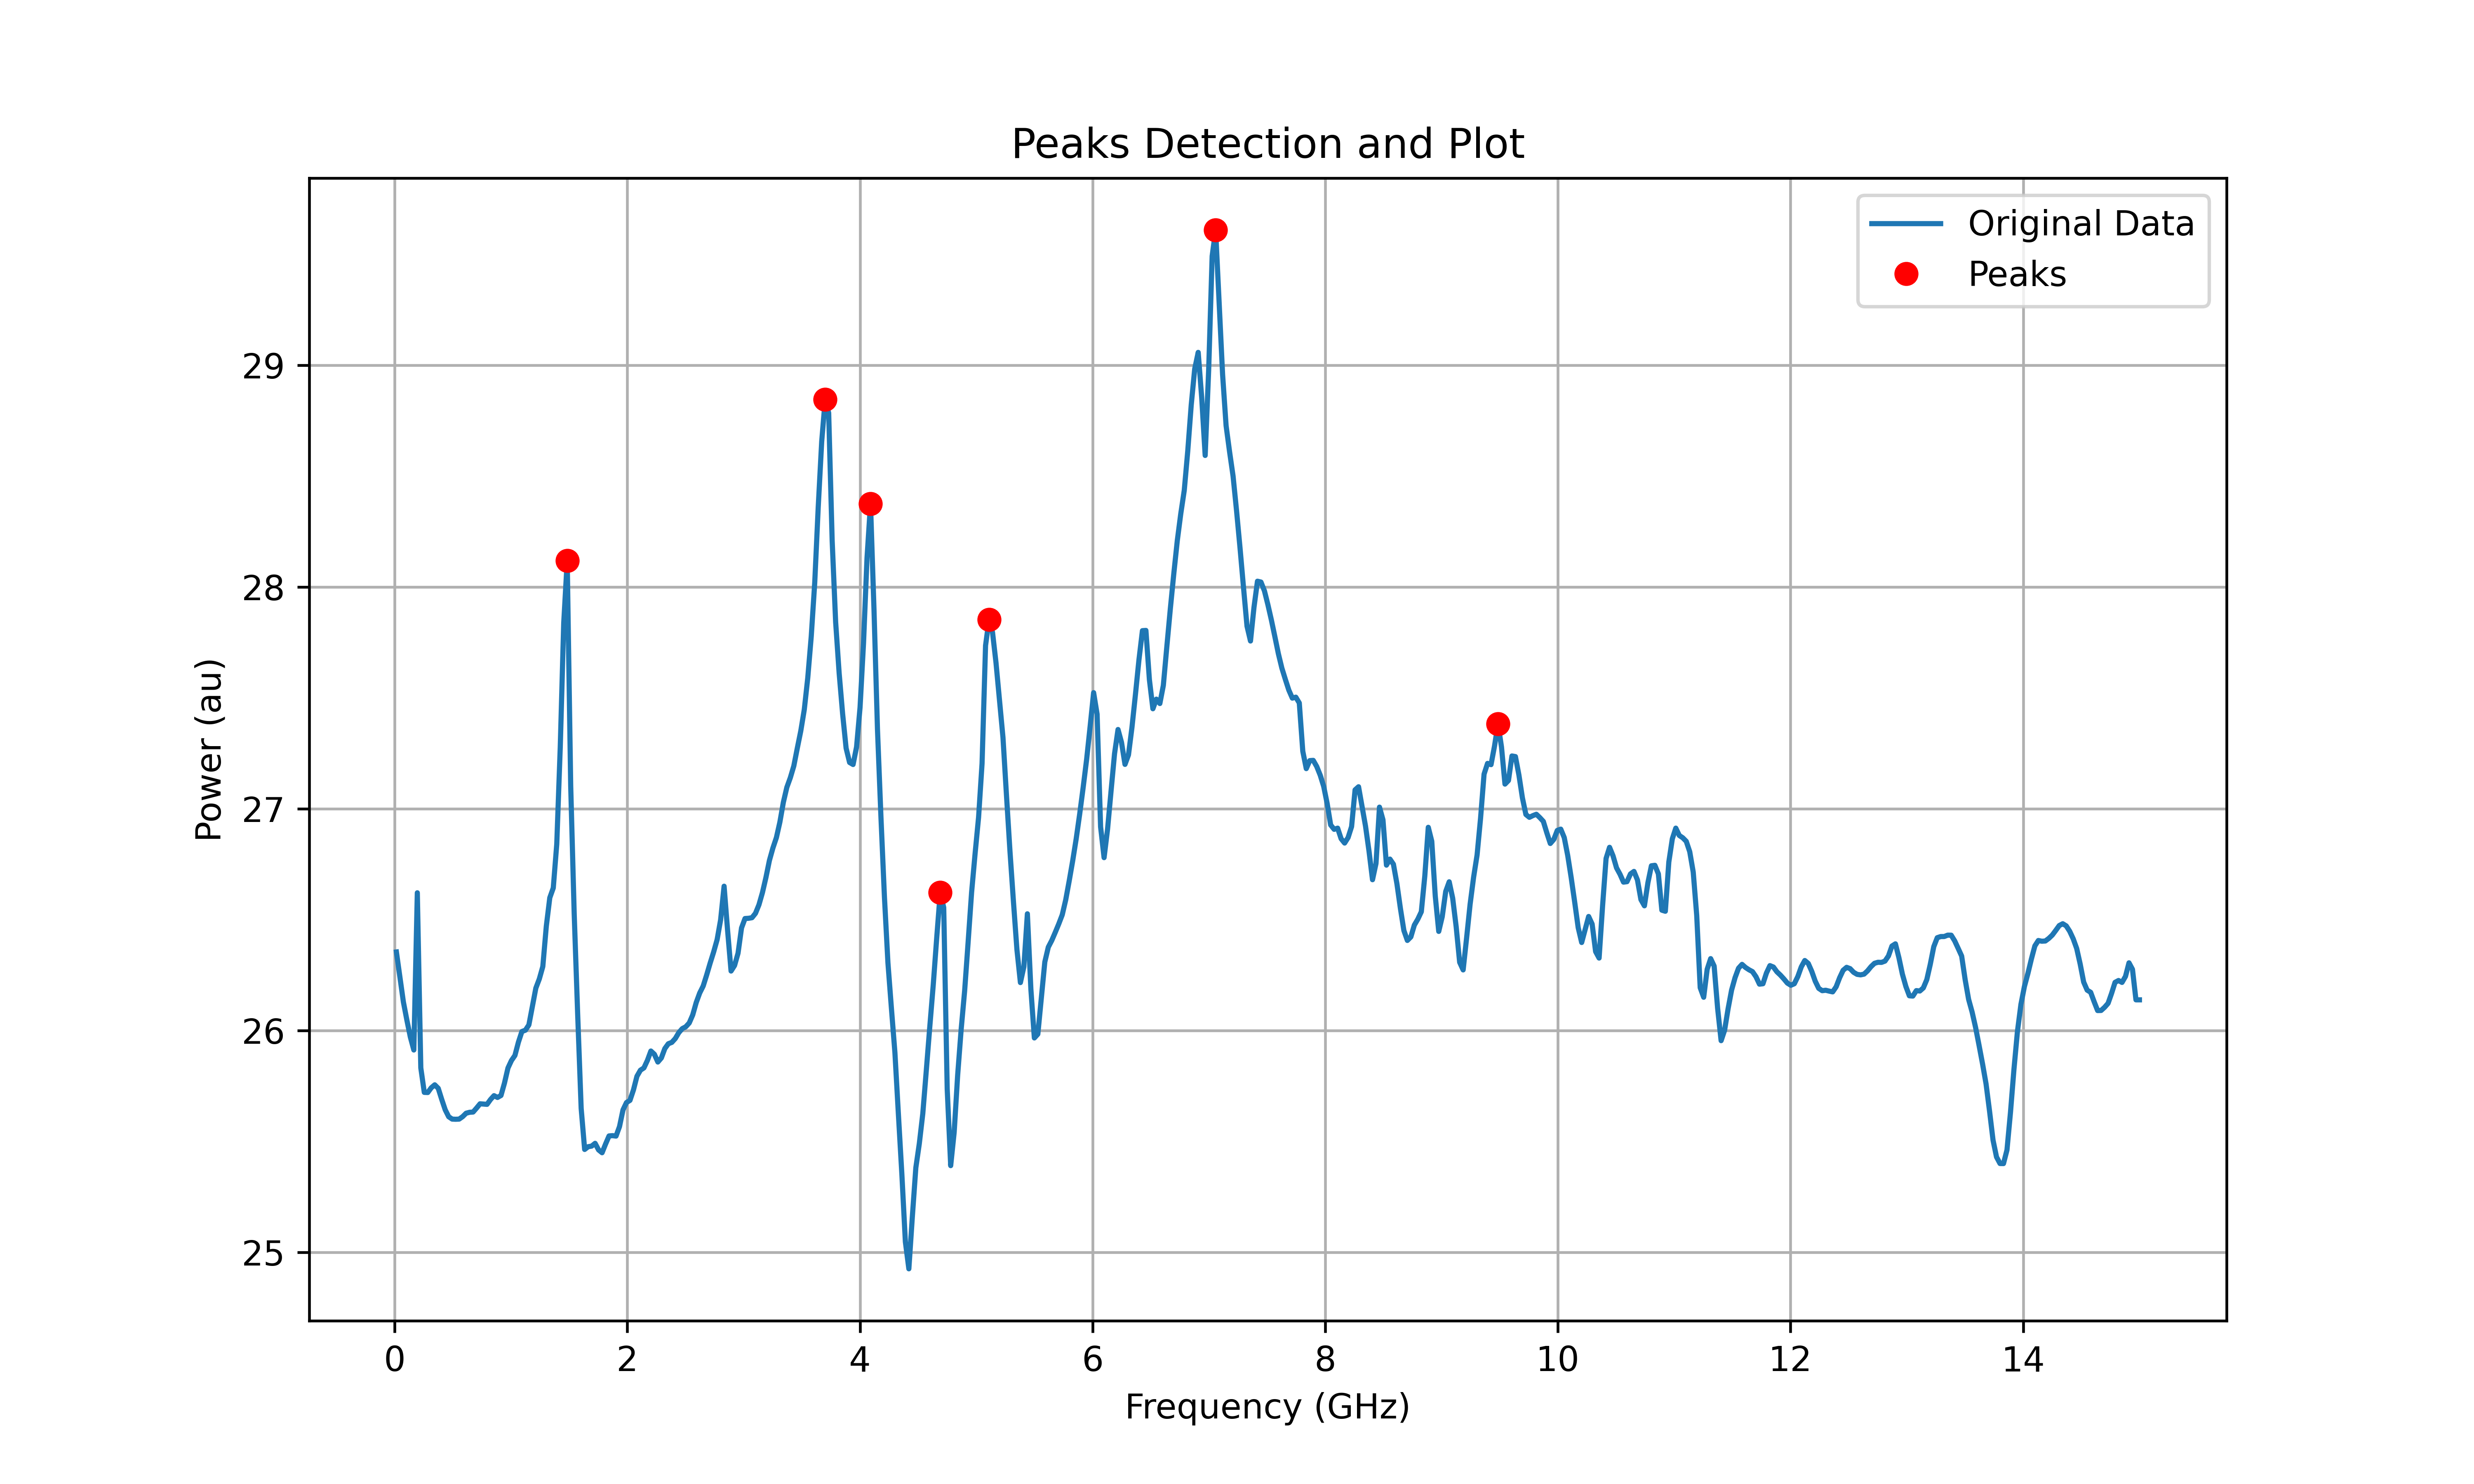 Peaks Detection and Plot
Original Data
Peaks
29
28
27
26
25
Power (au)
0 2 4 6 8 10 12 14
Frequency (GHz)